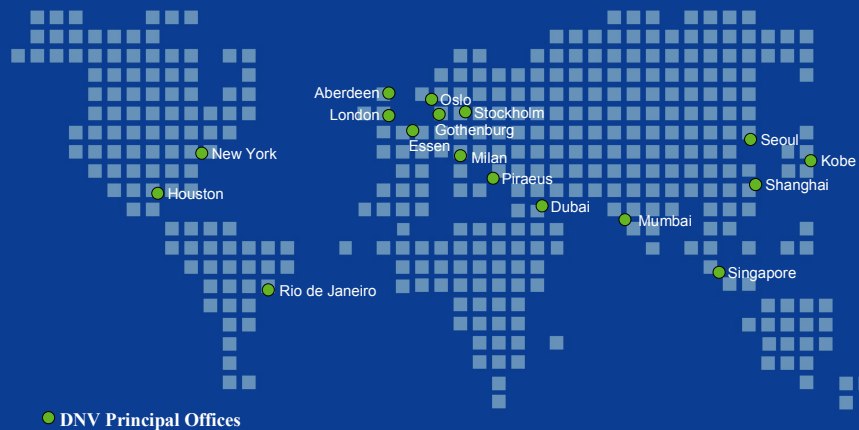 Aberdeen
Oslo
London
Stockholm
Gothenburg
Essen
Seoul
New York
Milan
Kobe
Piraeus
Shanghai
Houston
Dubai
Mumbai
Singapore
Rio de Janeiro
DNV Principal Offices